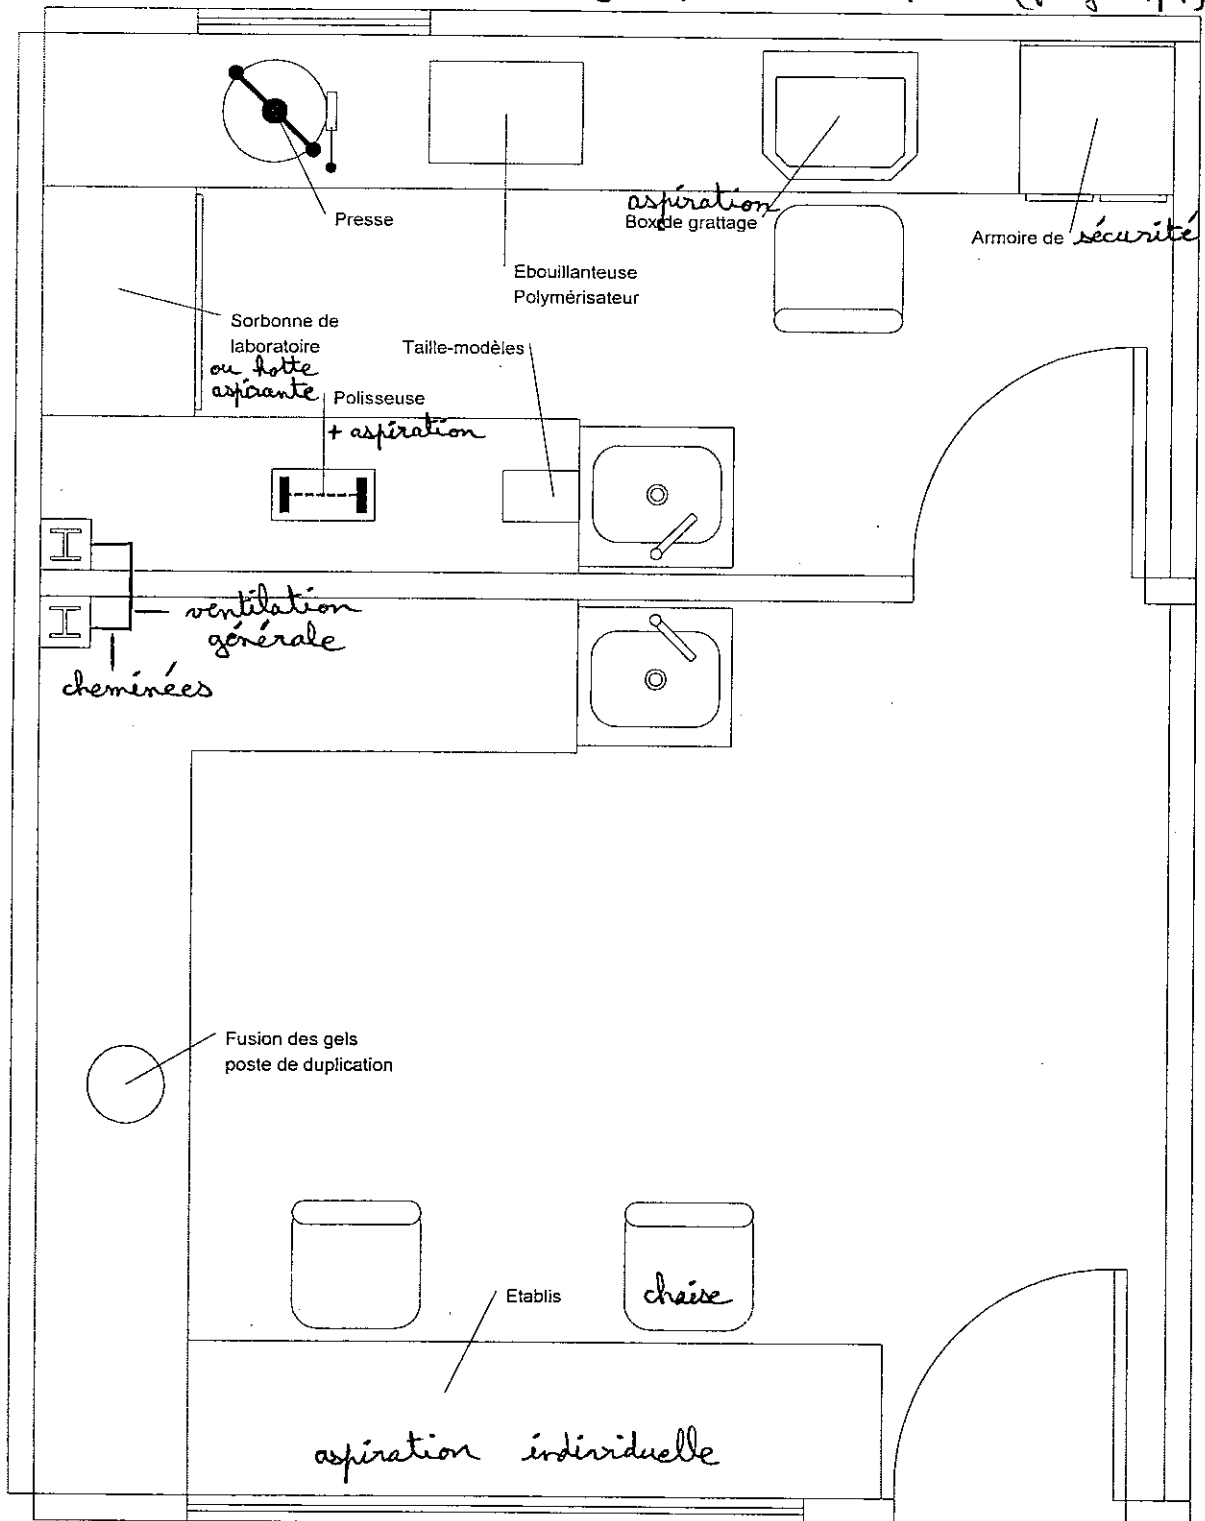 Presse
Ebouillanteuse
Polymérisateur
aspiration
Box de grattage
Armoire de sécurité
Sorbonne de
laboratoire
ou hotte
aspirante
Taille-modèles
Polisseuse
+ aspiration
ventilation
générale
cheminées
Fusion des gels
poste de duplication
Etablis
chaise
aspiration individuelle